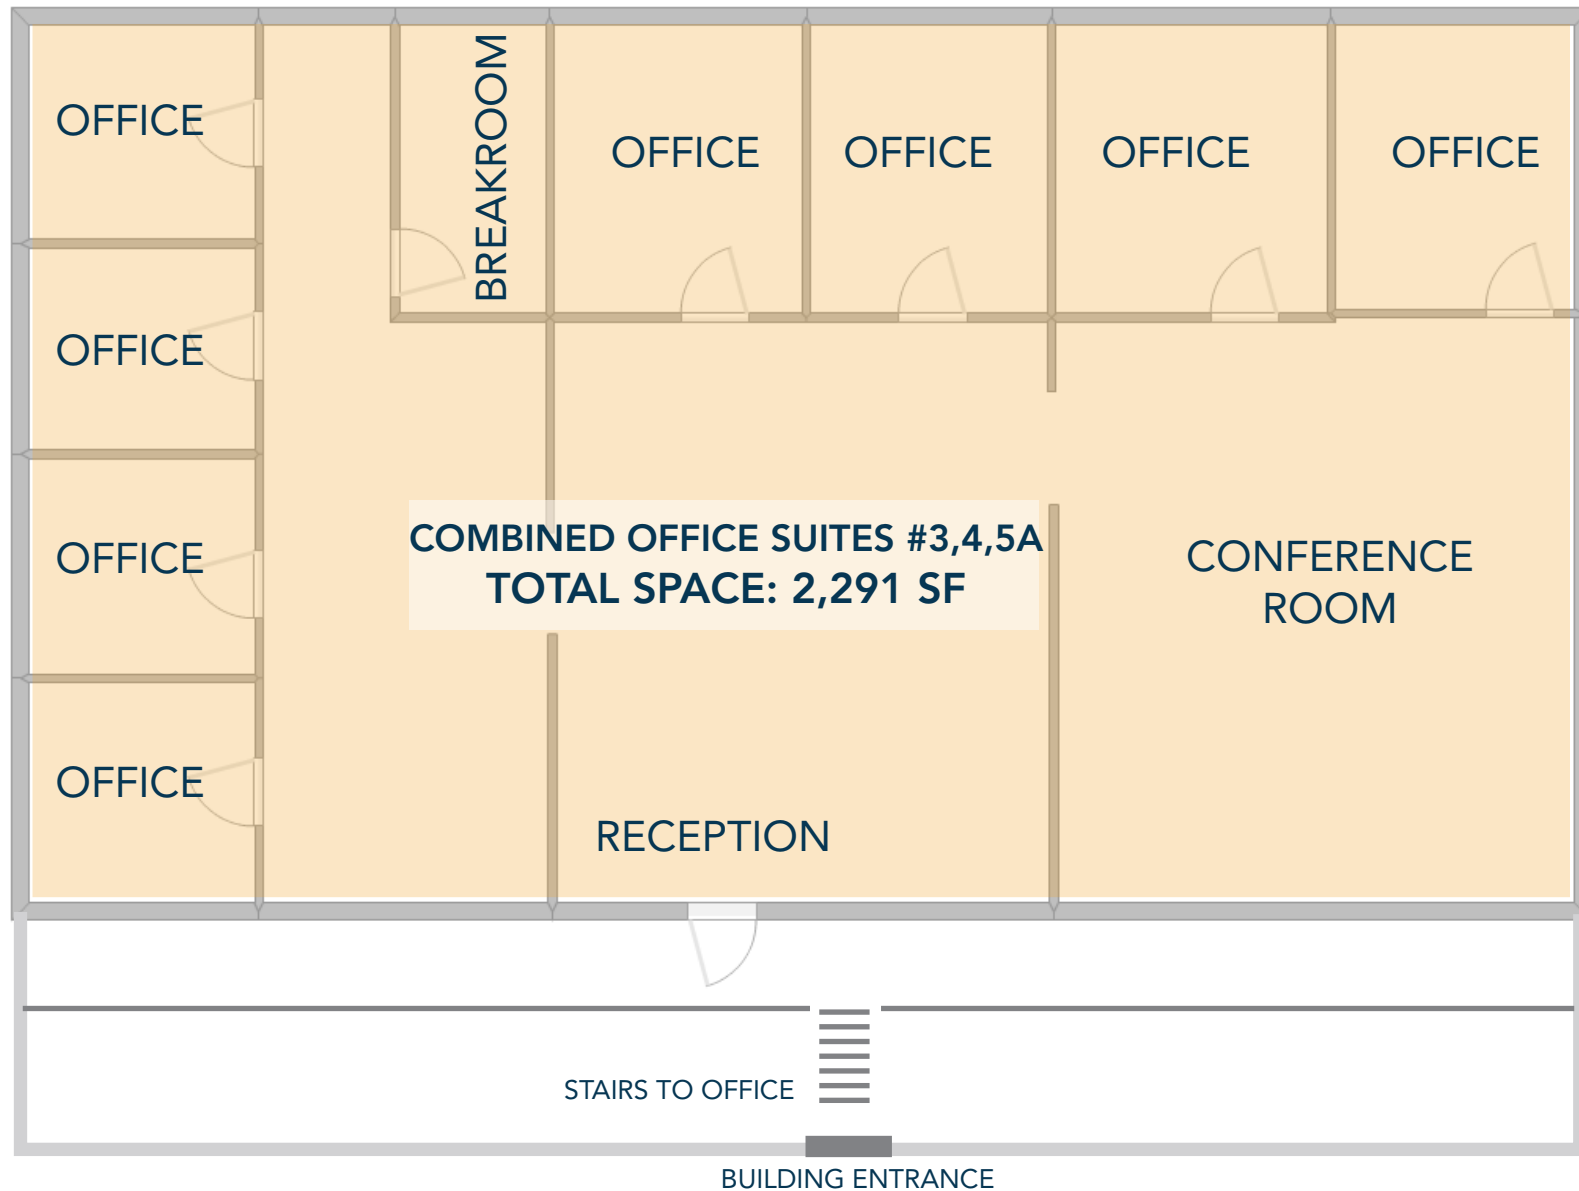 OFFICE
BREAKROOM
OFFICE
OFFICE
OFFICE
OFFICE
OFFICE
OFFICE
OFFICE
COMBINED OFFICE SUITES #3,4,5A
TOTAL SPACE: 2,291 SF
CONFERENCE
ROOM
RECEPTION
STAIRS TO OFFICE
BUILDING ENTRANCE